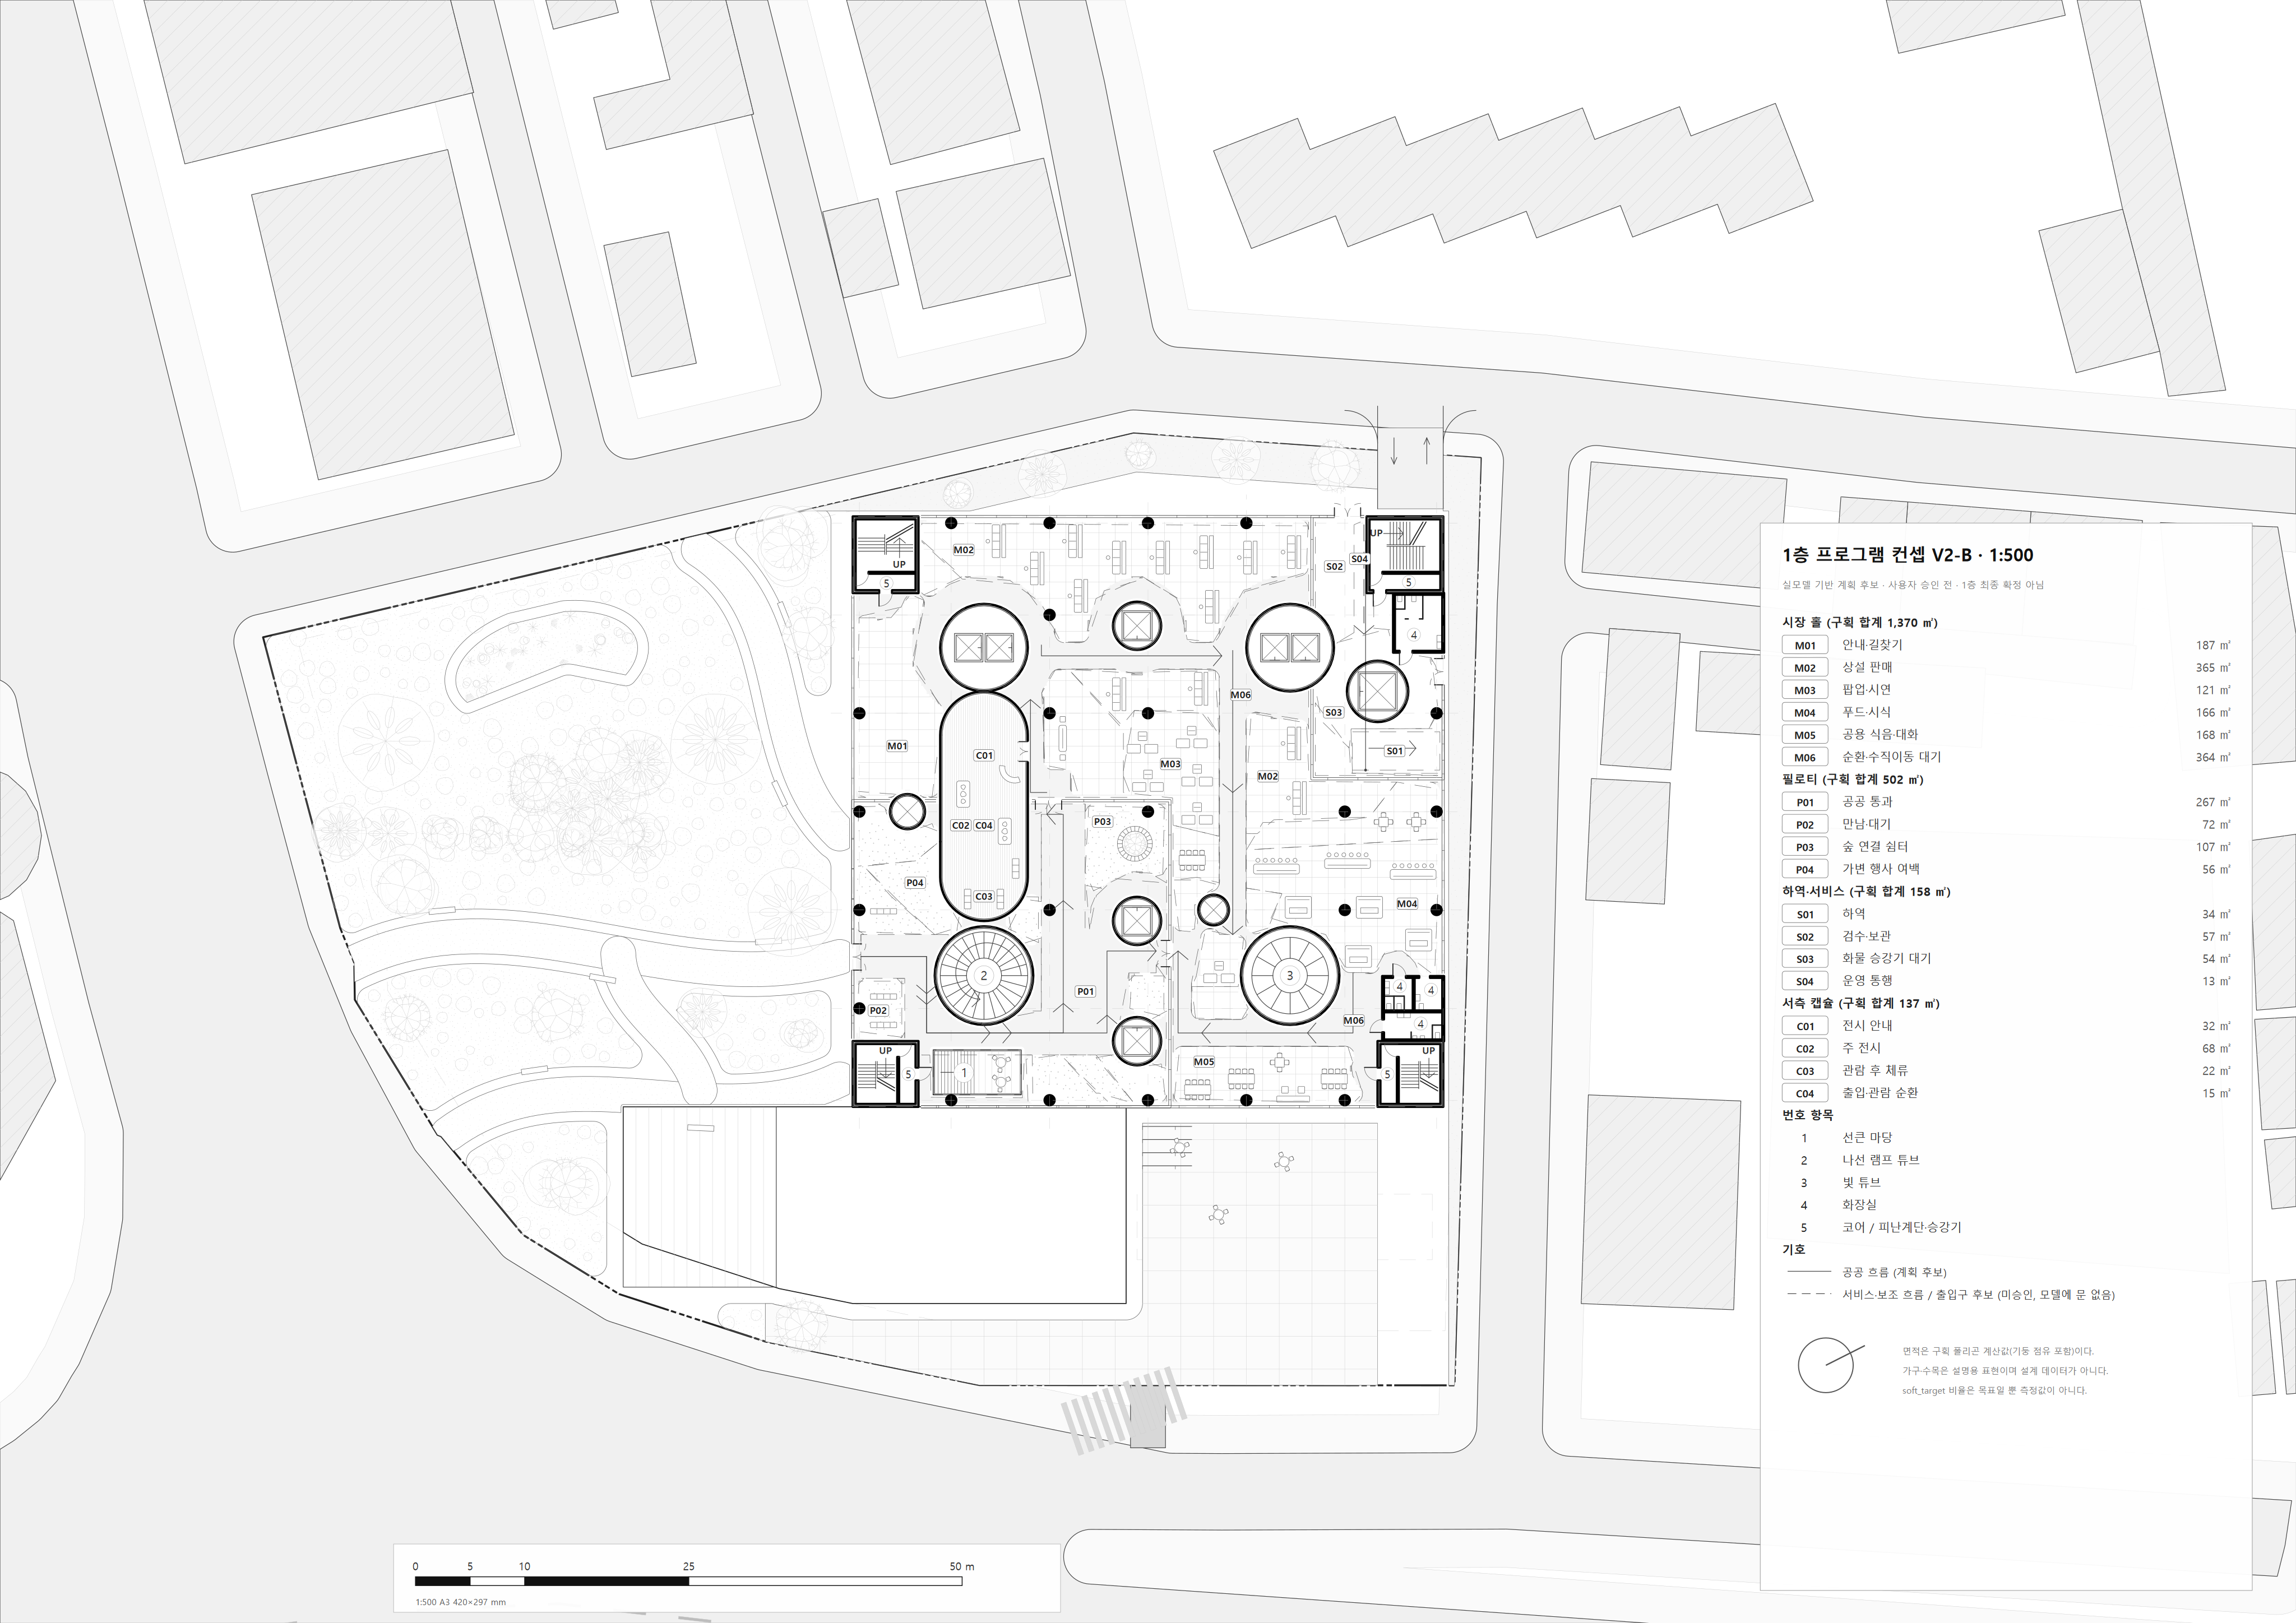 UP
UP
M02
S02
S04
5
5
4
M06
S03
M01
C01
S01
M03
M02
P03
C02
C04
P04
C03
M04
2
3
4
4
P01
P02
M06
4
UP
M05
UP
5
1
5
1층 프로그램 컨셉 V2-B · 1:500
실모델 기반 계획 후보 · 사용자 승인 전 · 1층 최종 확정 아님
시장 홀 (구획 합계 1,370 ㎡)
M01 안내·길찾기 187 ㎡
M02 상설 판매 365 ㎡
M03 팝업·시연 121 ㎡
M04 푸드·시식 166 ㎡
M05 공용 식음·대화 168 ㎡
M06 순환·수직이동 대기 364 ㎡
필로티 (구획 합계 502 ㎡)
P01 공공 통과 267 ㎡
P02 만남·대기 72 ㎡
P03 숲 연결 쉼터 107 ㎡
P04 가변 행사 여백 56 ㎡
하역·서비스 (구획 합계 158 ㎡)
S01 하역 34 ㎡
S02 검수·보관 57 ㎡
S03 화물 승강기 대기 54 ㎡
S04 운영 통행 13 ㎡
서측 캡슐 (구획 합계 137 ㎡)
C01 전시 안내 32 ㎡
C02 주 전시 68 ㎡
C03 관람 후 체류 22 ㎡
C04 출입·관람 순환 15 ㎡
번호 항목
1 선큰 마당
2 나선 램프 튜브
3 빛 튜브
4 화장실
5 코어 / 피난계단·승강기
기호
공공 흐름 (계획 후보)
서비스·보조 흐름 / 출입구 후보 (미승인, 모델에 문 없음)
면적은 구획 폴리곤 계산값(기둥 점유 포함)이다.
가구·수목은 설명용 표현이며 설계 데이터가 아니다.
soft_target 비율은 목표일 뿐 측정값이 아니다.
0 5 10 25 50 m
1:500 A3 420×297 mm